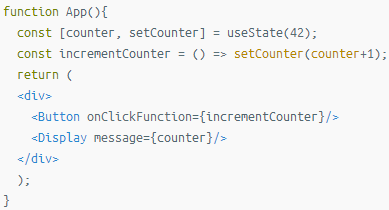 function App(){
  const [counter, setCounter] = useState(42);
  const incrementCounter = () => setCounter(counter+1);
  return (
  <div>
    <Button onClickFunction={incrementCounter}/>
    <Display message={counter}/>
  </div>
  );
}